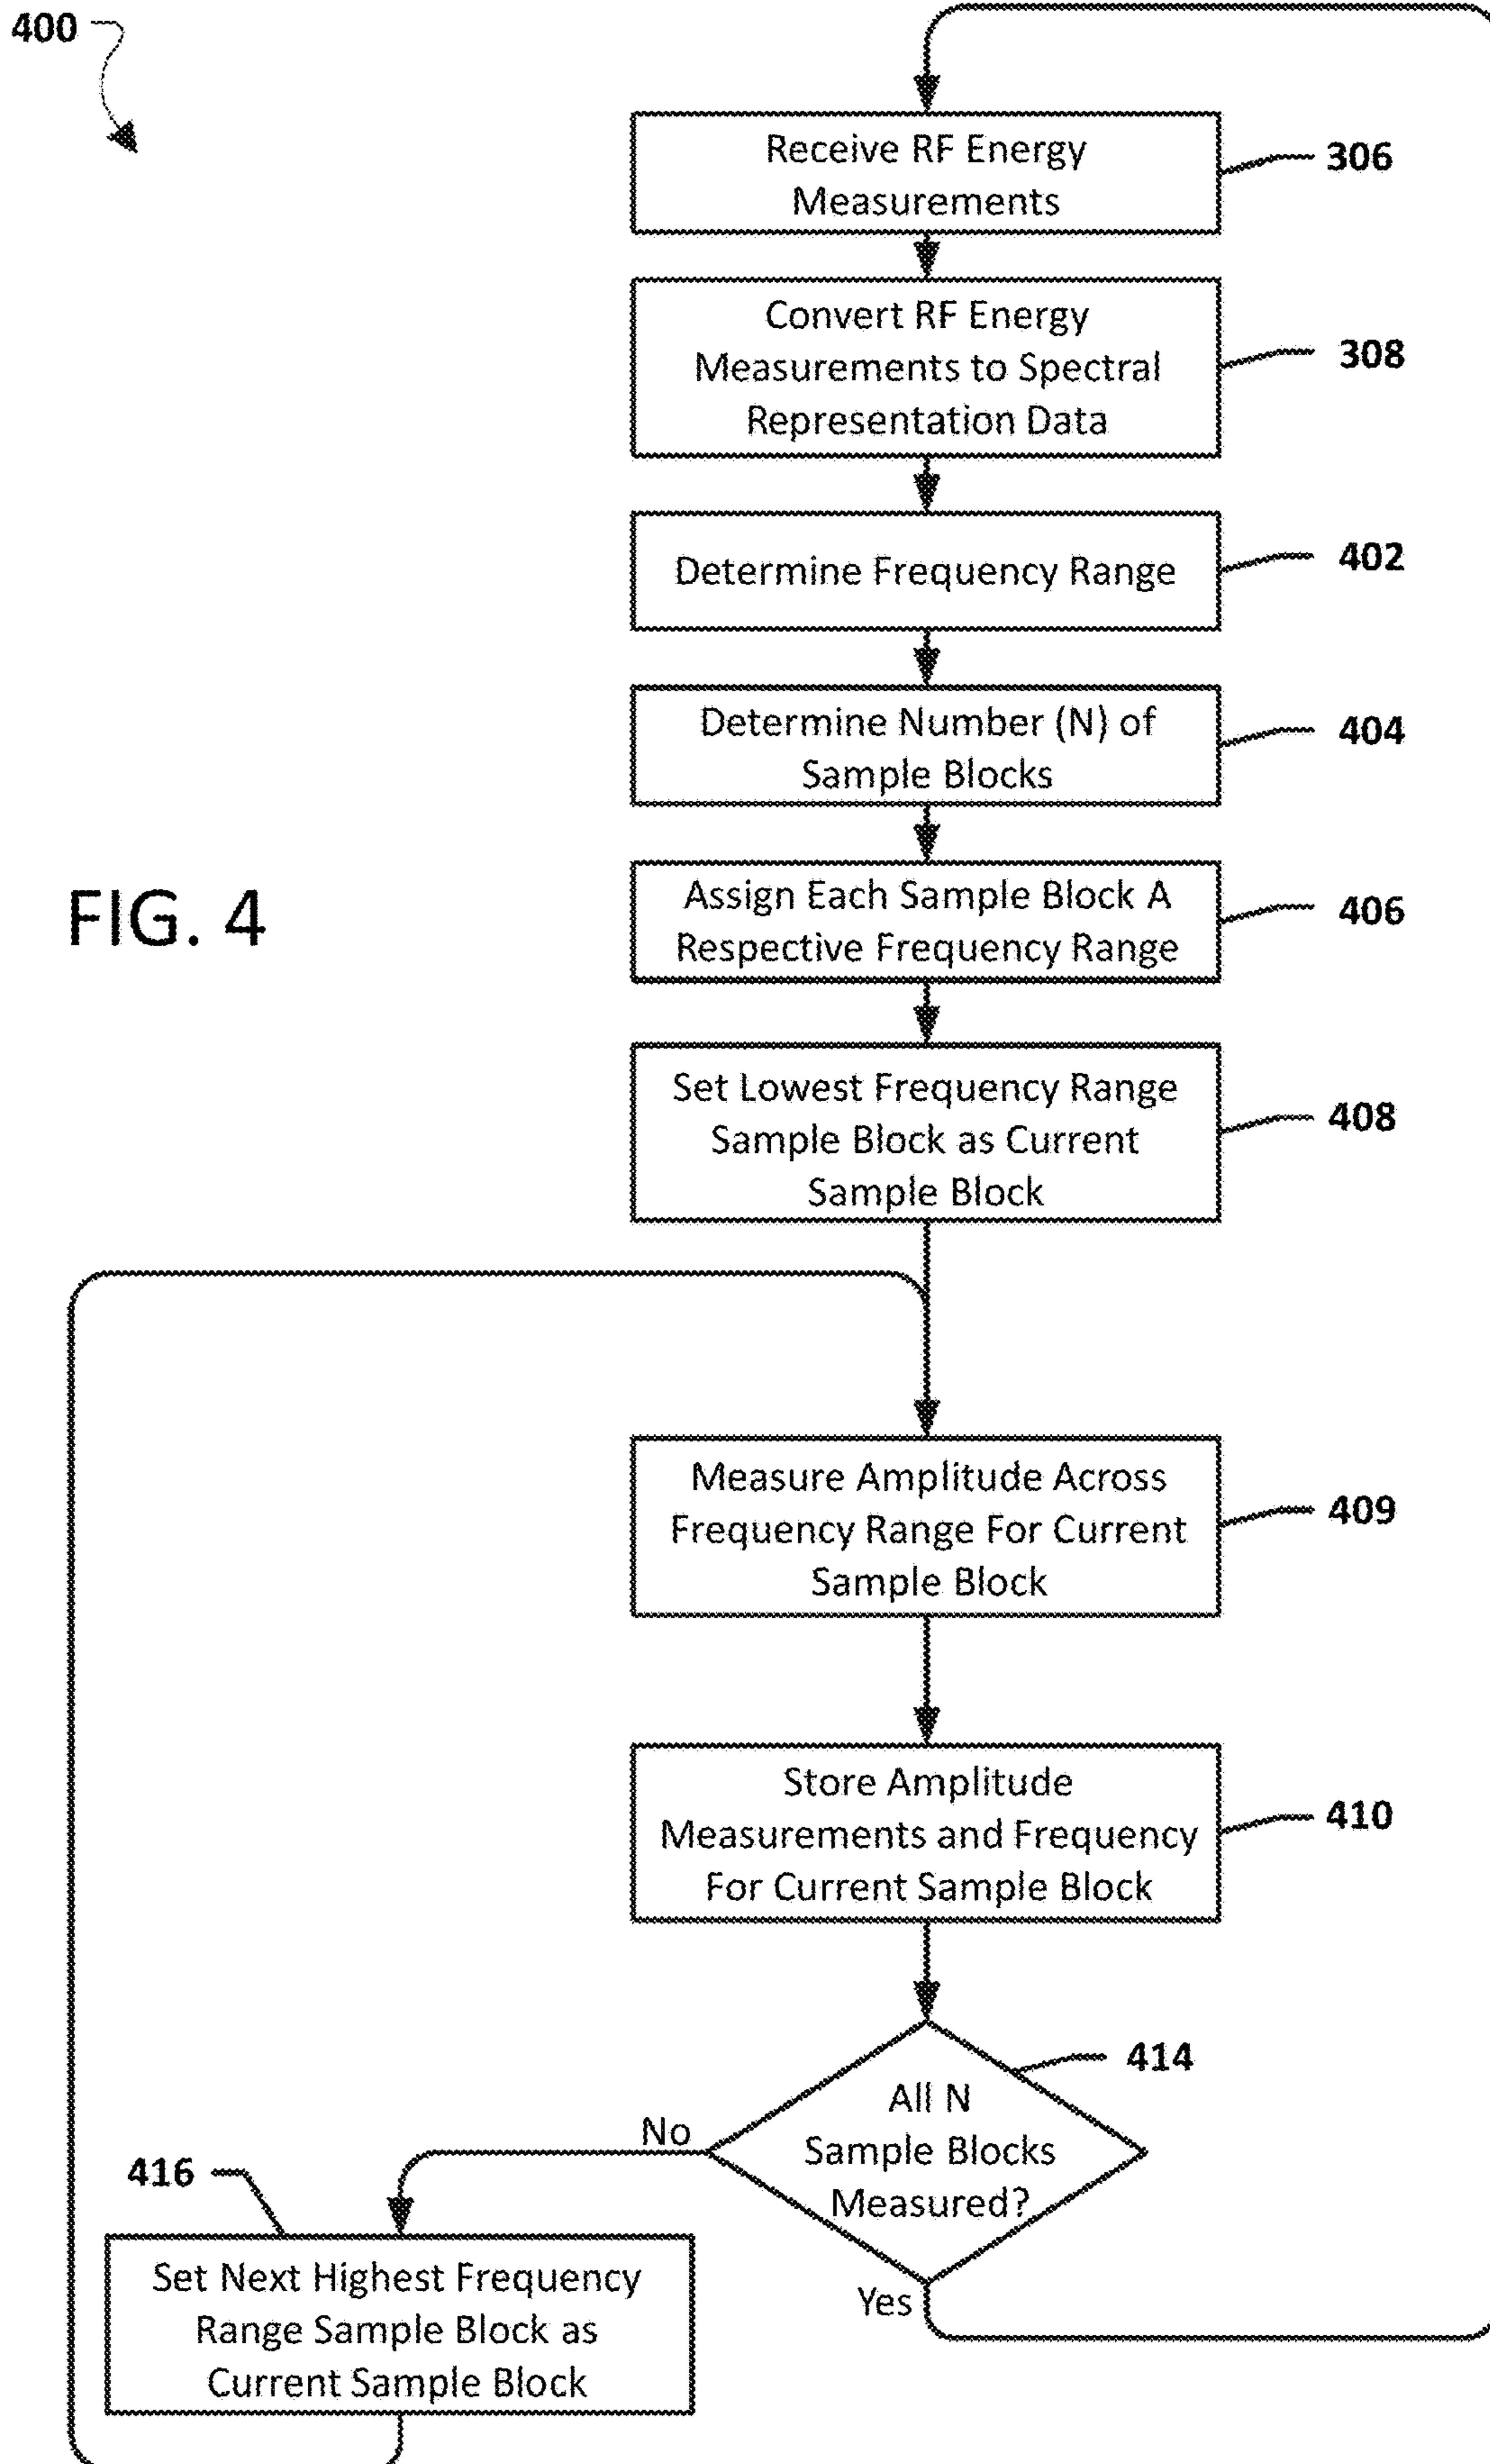 400
Receive RF Energy
Measurements
306
Convert RF Energy
Measurements to Spectral
Representation Data
308
Determine Frequency Range
402
Determine Number (N) of
Sample Blocks
404
Assign Each Sample Block A
Respective Frequency Range
406
FIG. 4
Set Lowest Frequency Range
Sample Block as Current
Sample Block
408
Measure Amplitude Across
Frequency Range For Current
Sample Block
409
Store Amplitude
Measurements and Frequency
For Current Sample Block
410
All N
Sample Blocks
Measured?
414
No
Yes
416
Set Next Highest Frequency
Range Sample Block as
Current Sample Block